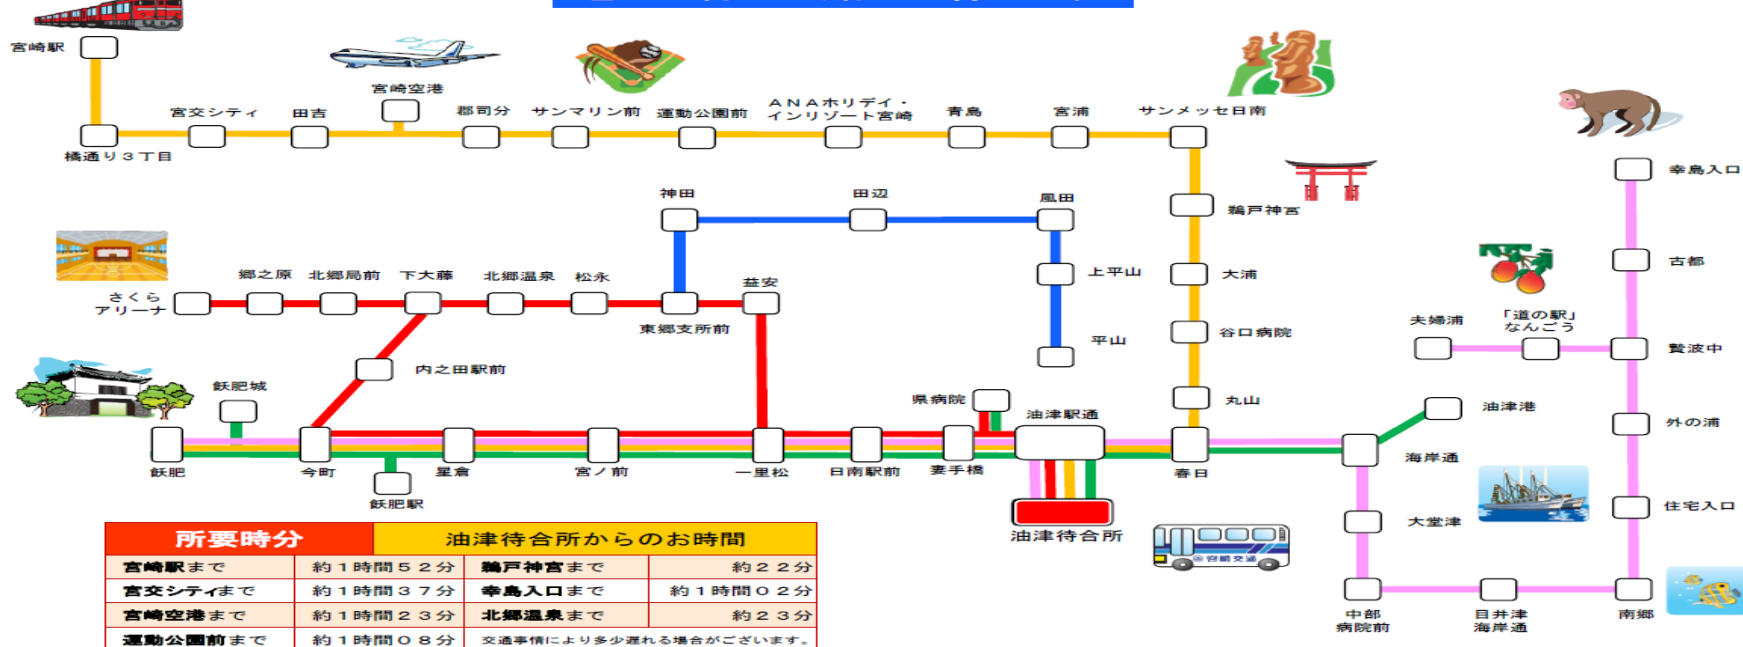 宮崎駅
宮崎空港
宮交シティ
田吉
郡司分
サンマリン前
運動公園前
ＡＮＡホリデイ・
インリゾート宮崎
青島
宮浦
サンメッセ日南
橘通り３丁目
幸島入口
神田
田辺
風田
鵜戸神宮
古都
上平山
大浦
郷之原
北郷局前
下大藤
北郷温泉
松永
益安
さくら
アリーナ
東郷支所前
夫婦浦
「道の駅」
なんごう
谷口病院
平山
贄波中
内之田駅前
飫肥城
県病院
油津駅通
丸山
油津港
外の浦
飫肥
今町
星倉
宮ノ前
一里松
日南駅前
妻手橋
春日
海岸通
飫肥駅
住宅入口
大堂津
油津待合所
宮崎交通
中部
病院前
目井津
海岸通
南郷
所要時分
油津待合所からのお時間
宮崎駅まで 約１時間５２分 鵜戸神宮まで 約２２分
宮交シティまで 約１時間３７分 幸島入口まで 約１時間０２分
宮崎空港まで 約１時間２３分 北郷温泉まで 約２３分
運動公園前まで 約１時間０８分 交通事情により多少遅れる場合がございます。